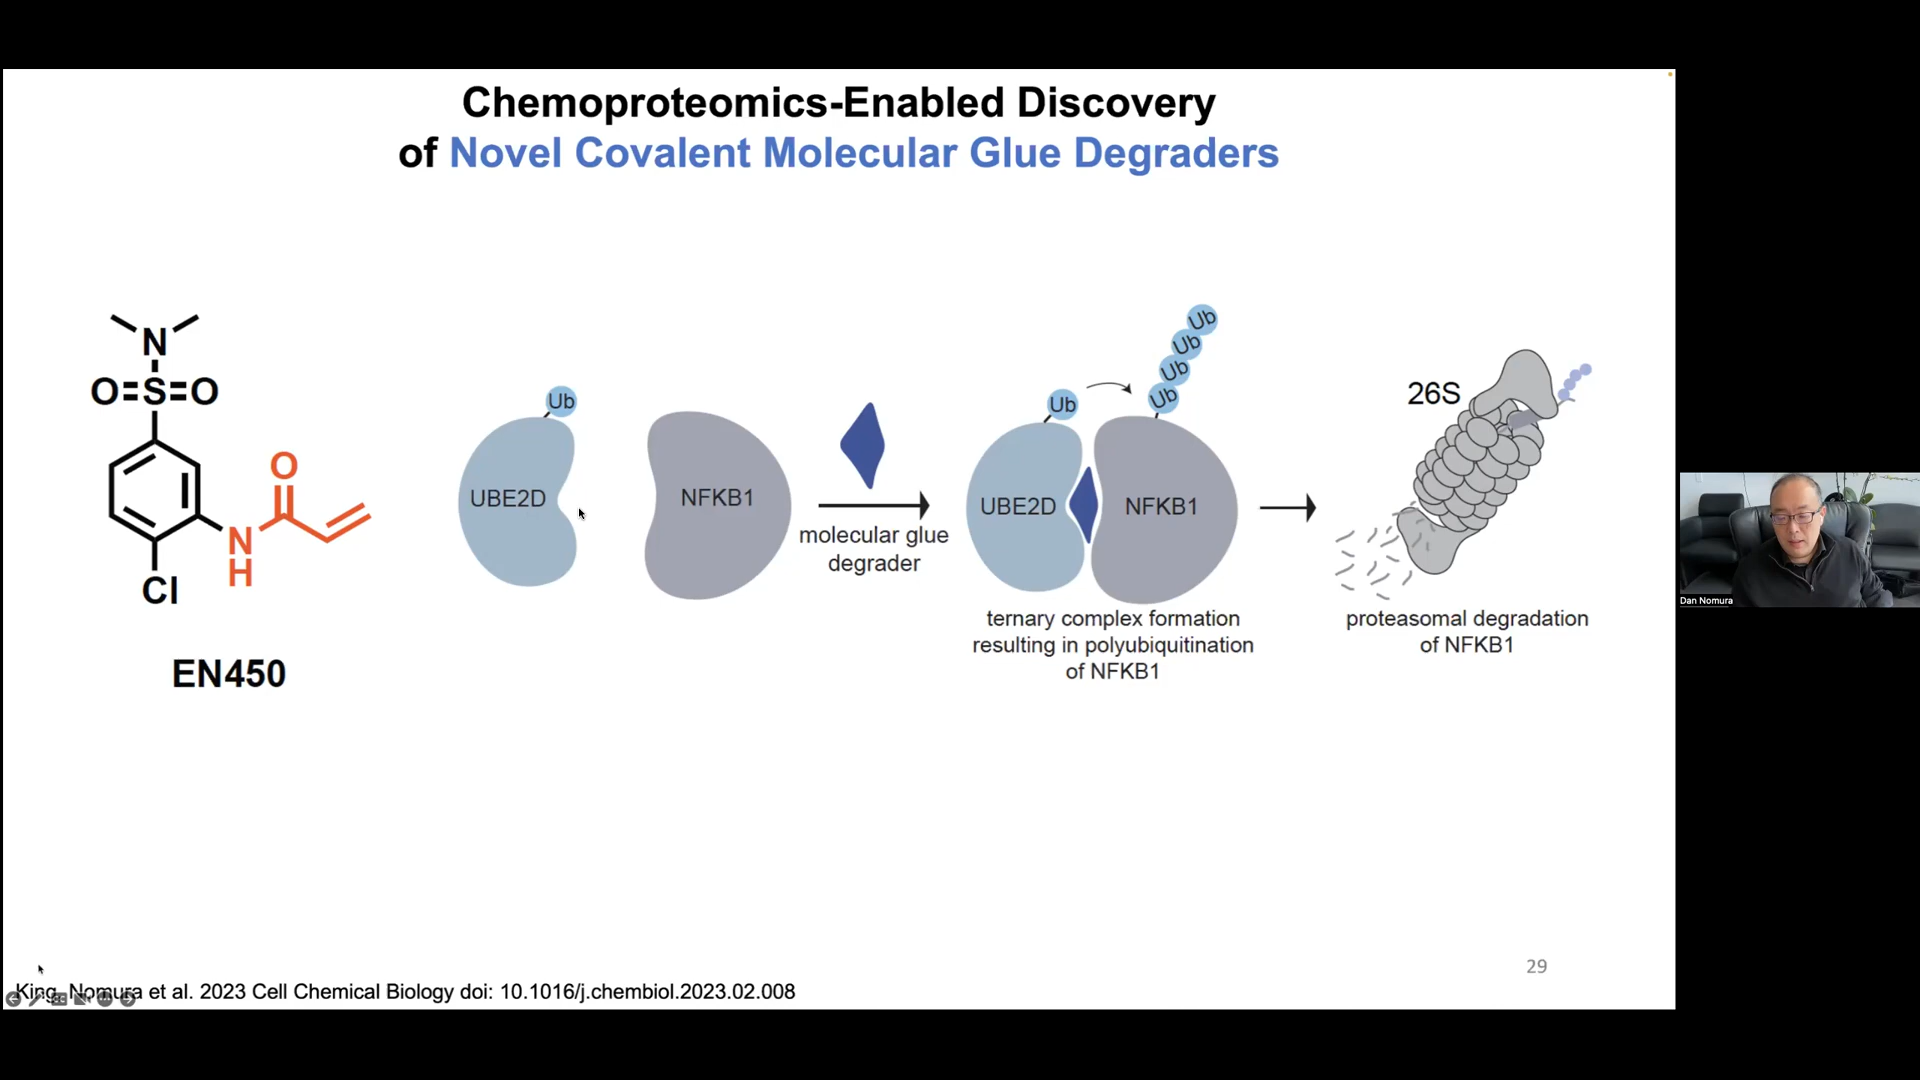 Chemoproteomics-Enabled Discovery
of Novel Covalent Molecular Glue Degraders
N
O=S=O
O
N
H
Cl
EN450
Ub
UBE2D
NFKB1
molecular glue
degrader
Ub
Ub
Ub
Ub
Ub
UBE2D
NFKB1
ternary complex formation
resulting in polyubiquitination
of NFKB1
26S
proteasomal degradation
of NFKB1
Dan Nomura
29
King, Nomura et al. 2023 Cell Chemical Biology doi: 10.1016/j.chembiol.2023.02.008